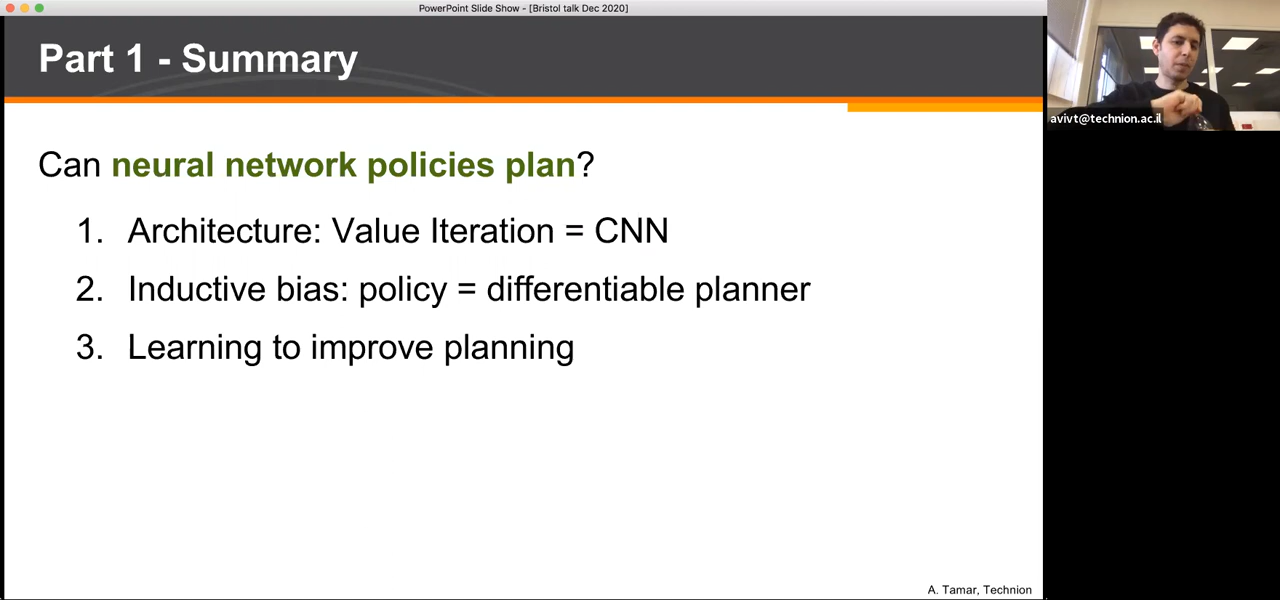 PowerPoint Slide Show - [Bristol talk Dec 2020]
Part 1 - Summary
avivt@technion.ac.il
Can neural network policies plan?
1. Architecture: Value Iteration = CNN
2. Inductive bias: policy = differentiable planner
3. Learning to improve planning
A. Tamar, Technion